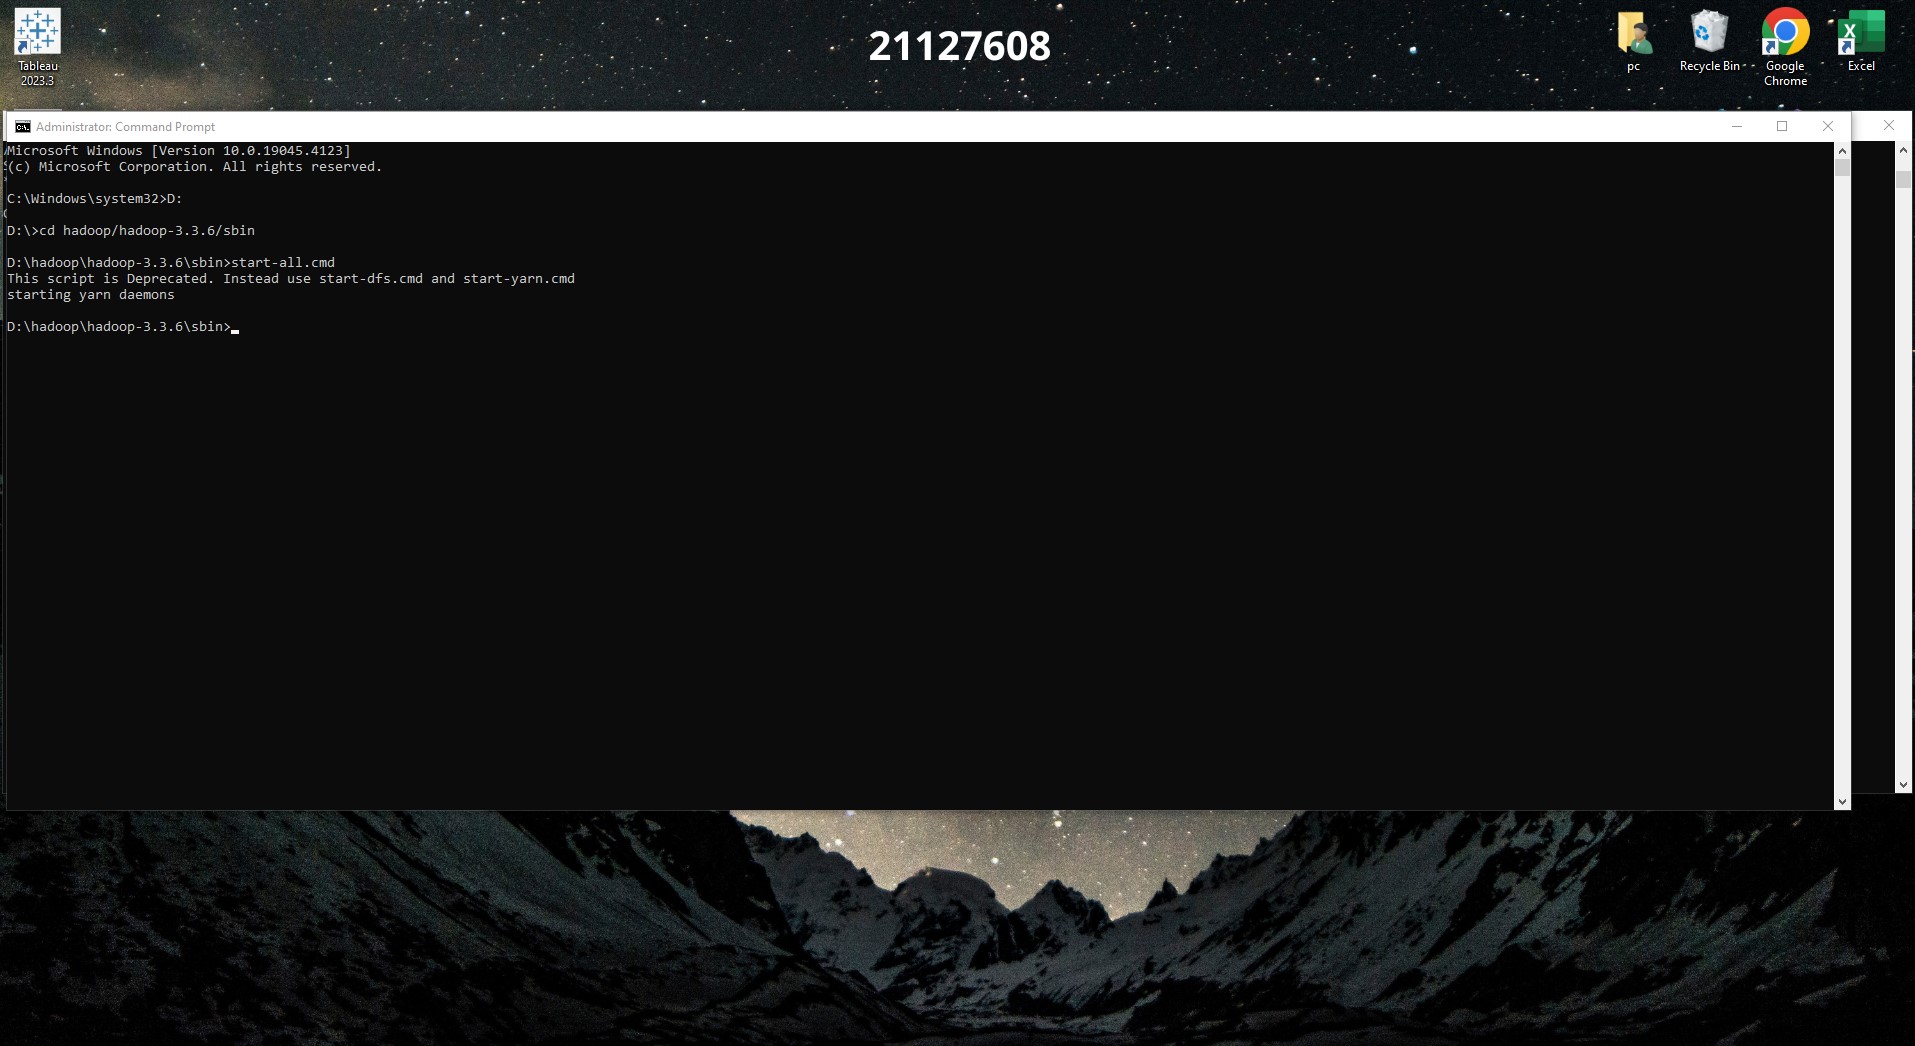 Tableau
2023.3
21127608
pc
Recycle Bin
Google
Chrome
Excel
Administrator: Command Prompt
Microsoft Windows [Version 10.0.19045.4123]
(c) Microsoft Corporation. All rights reserved.
C:\Windows\system32>D:
D:\>cd hadoop/hadoop-3.3.6/sbin
D:\hadoop\hadoop-3.3.6\sbin>start-all.cmd
This script is Deprecated. Instead use start-dfs.cmd and start-yarn.cmd
starting yarn daemons
D:\hadoop\hadoop-3.3.6\sbin>